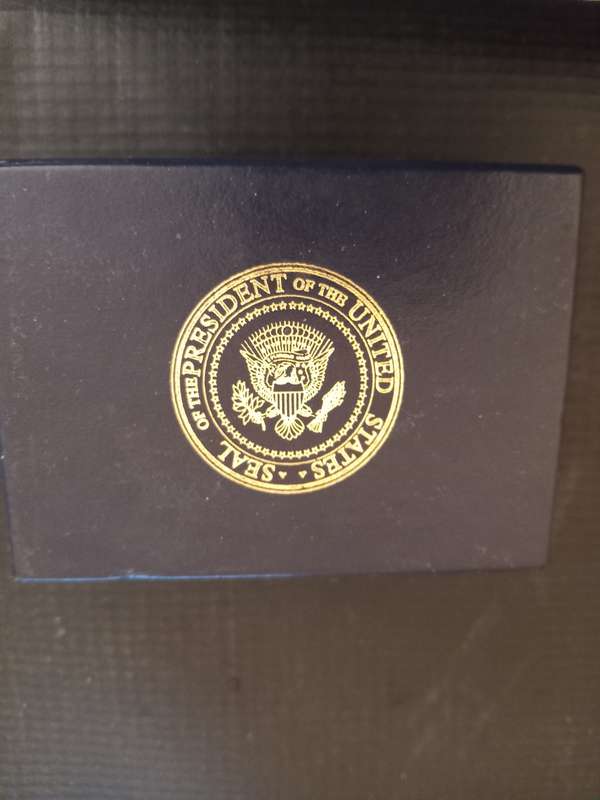 SEAL OF THE PRESIDENT OF THE UNITED STATES